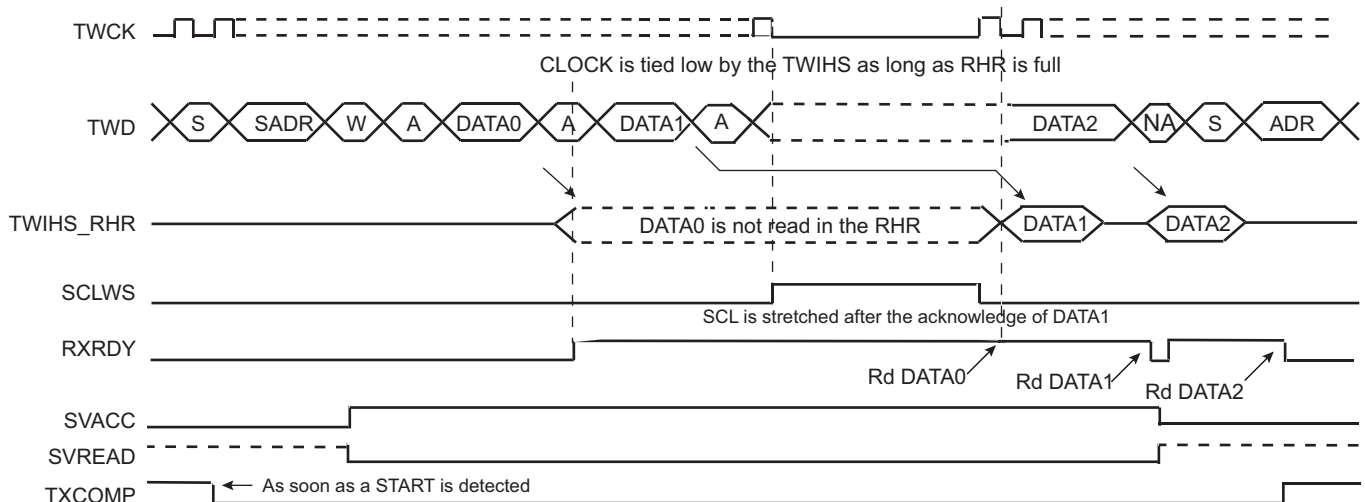 TWCK
CLOCK is tied low by the TWIHS as long as RHR is full
TWD S SADR W A DATA0 A DATA1 A DATA2 NA S ADR
TWIHS_RHR DATA0 is not read in the RHR DATA1 DATA2
SCLWS
SCL is stretched after the acknowledge of DATA1
RXRDY
Rd DATA0 Rd DATA1 Rd DATA2
SVACC
SVREAD
TXCOMP As soon as a START is detected